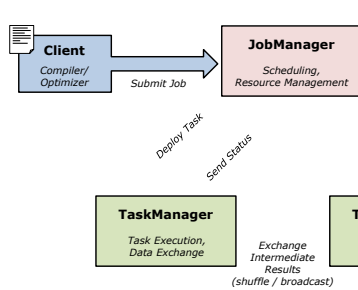 Client
Compiler/
Optimizer
Submit Job
JobManager
Scheduling,
Resource Management
Deploy Task
Send Status
TaskManager
Task Execution,
Data Exchange
Exchange
Intermediate
Results
(shuffle / broadcast)
T